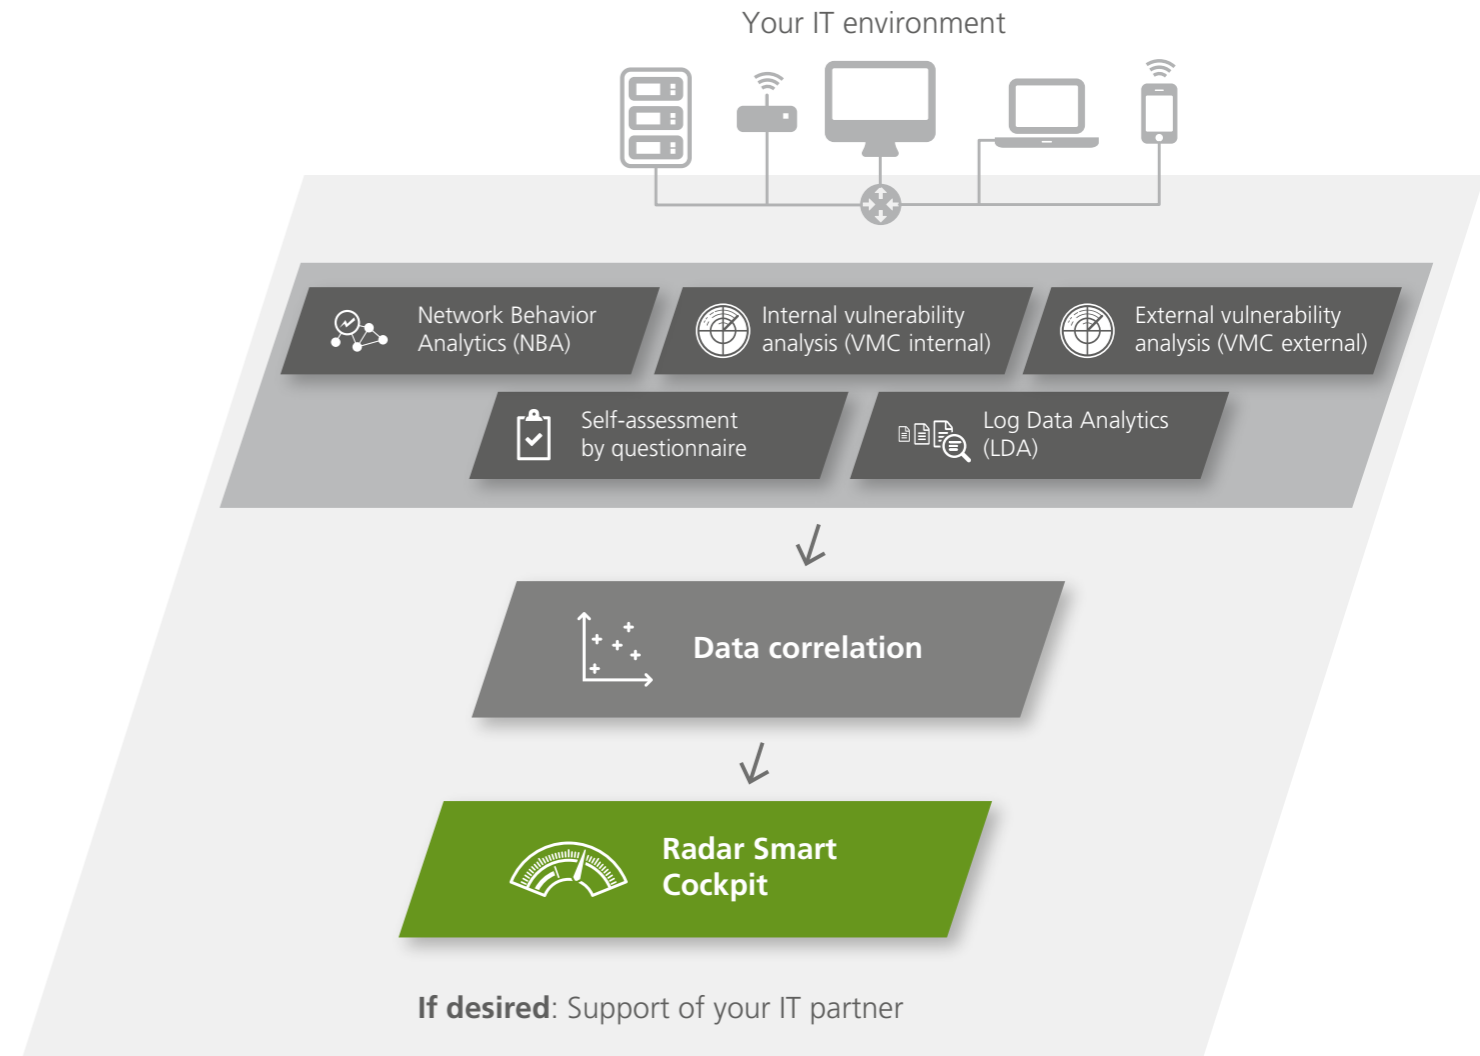 Your IT environment
Network Behavior
Analytics (NBA)
Internal vulnerability
analysis (VMC internal)
External vulnerability
analysis (VMC external)
Self-assessment
by questionnaire
Log Data Analytics
(LDA)
Data correlation
Radar Smart
Cockpit
If desired: Support of your IT partner